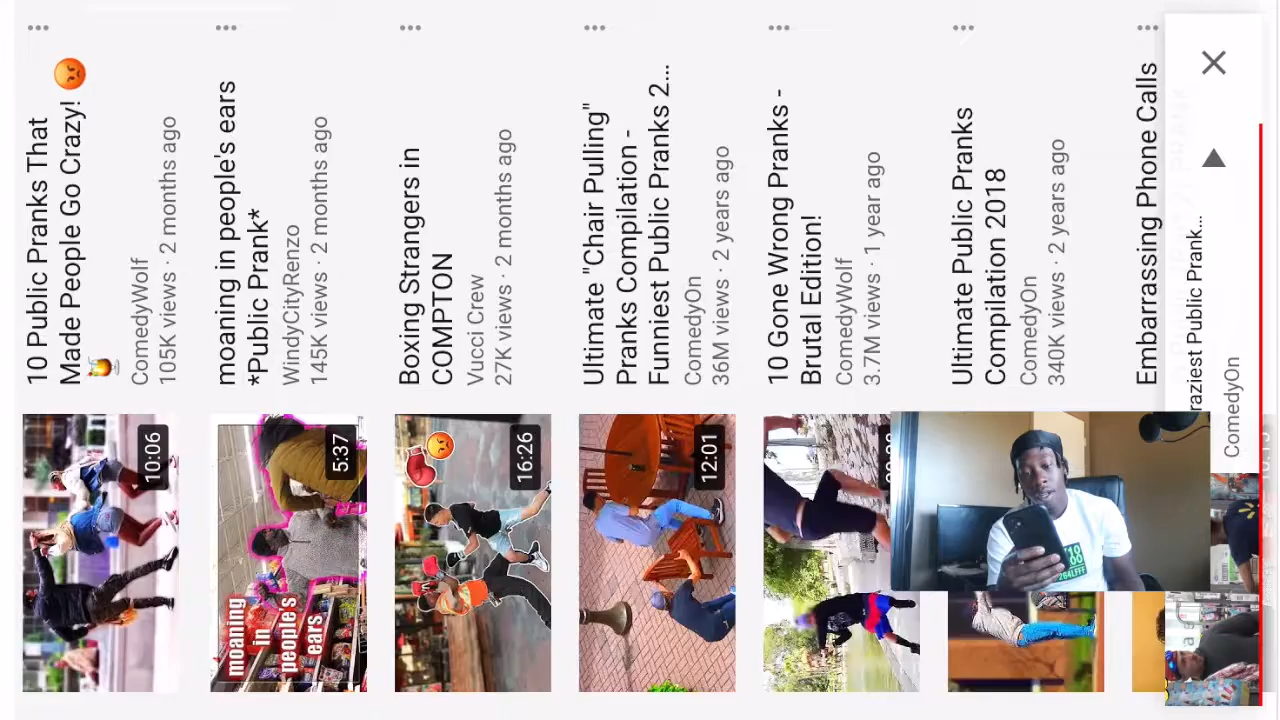 10 Public Pranks That
Made People Go Crazy! 😡
🍹
ComedyWolf
105K views · 2 months ago
10:06
moaning in people's ears
*Public Prank*
WindyCityRenzo
145K views · 2 months ago
5:37
moaning
in
people's
ears
Boxing Strangers in
COMPTON
Vucci Crew
27K views · 2 months ago
16:26
Ultimate "Chair Pulling"
Pranks Compilation -
Funniest Public Pranks 2...
ComedyOn
36M views · 2 years ago
12:01
10 Gone Wrong Pranks -
Brutal Edition!
ComedyWolf
3.7M views · 1 year ago
Ultimate Public Pranks
Compilation 2018
ComedyOn
340K views · 2 years ago
Embarrassing Phone Calls
raziest Public Prank...
ComedyOn